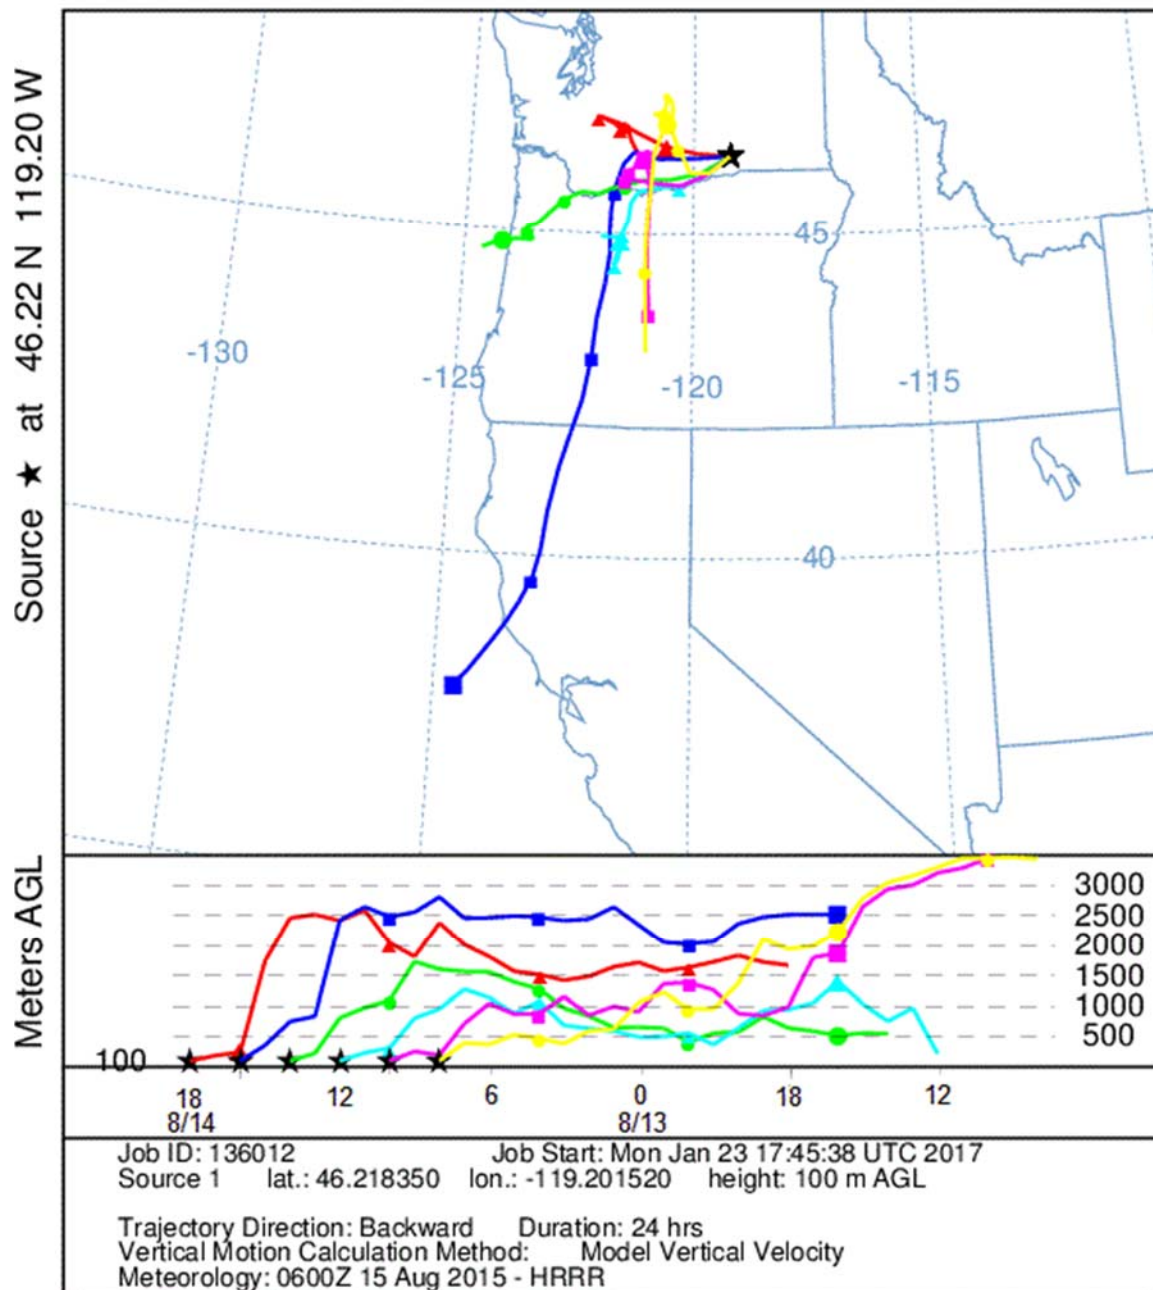 Source ★ at 46.22 N 119.20 W
45
-130
-125
-120
-115
40
Meters AGL
3000
2500
2000
1500
1000
500
100
18 12 6 0 18 12
8/14 8/13
Job ID: 136012 Job Start: Mon Jan 23 17:45:38 UTC 2017
Source 1 lat.: 46.218350 lon.: -119.201520 height: 100 m AGL
Trajectory Direction: Backward Duration: 24 hrs
Vertical Motion Calculation Method: Model Vertical Velocity
Meteorology: 0600Z 15 Aug 2015 - HRRR